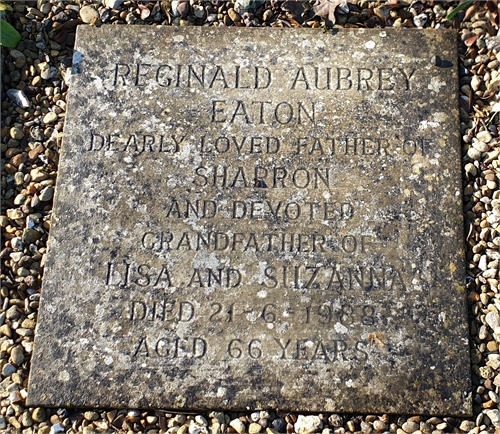 REGINALD AUBREY
EATON
DEARLY LOVED FATHER OF
SHARRON
AND DEVOTED
GRANDFATHER OF
LISA AND SUZANNA
DIED 21-6-1988
AGED 66 YEARS